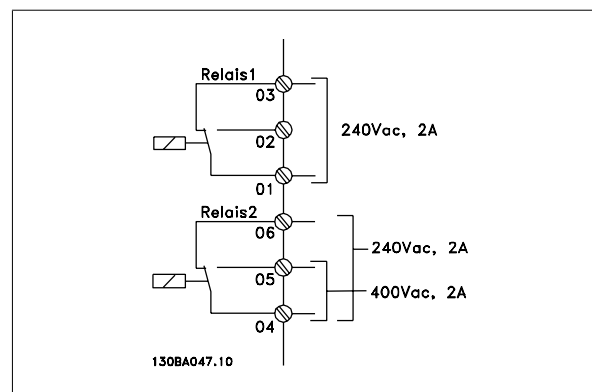 Relais1
03
02
240Vac, 2A
01
Relais2
06
240Vac, 2A
05
400Vac, 2A
04
130BA047.10